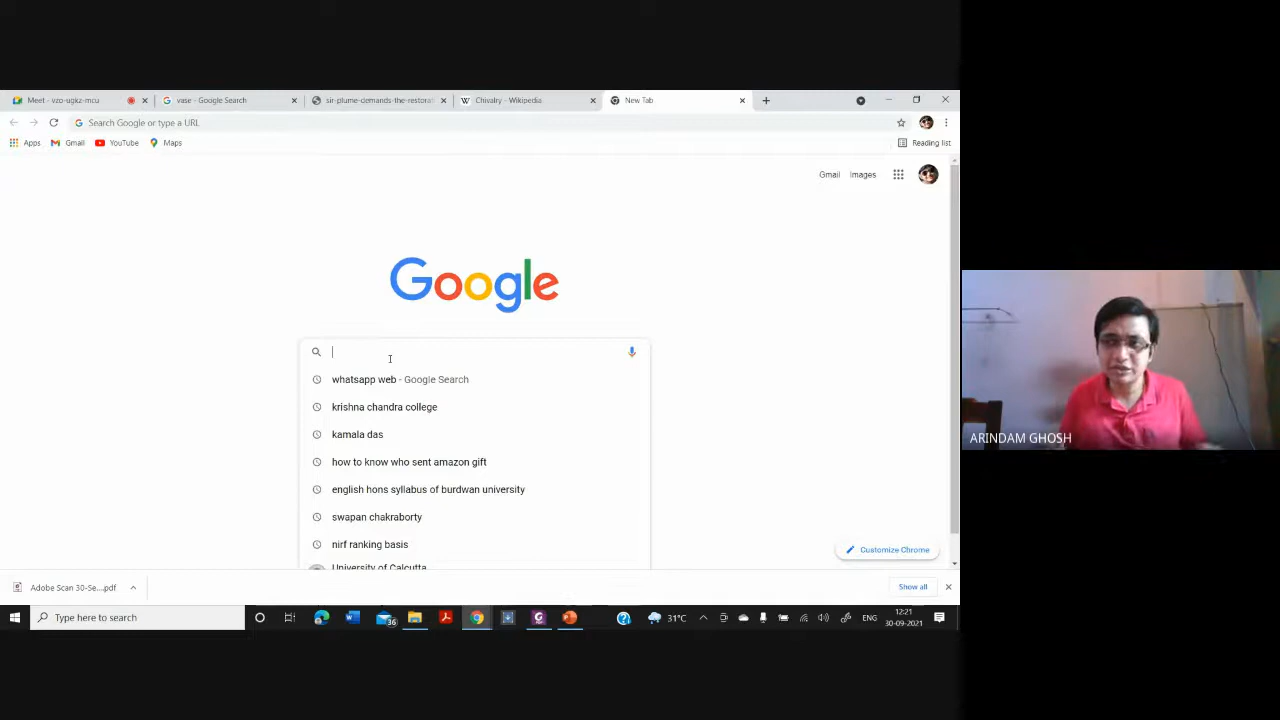 Meet - vzo-ugkz-mcu
vase - Google Search
sir-plume-demands-the-restorat
Chivalry - Wikipedia
New Tab
Search Google or type a URL
Apps
Gmail
YouTube
Maps
Reading list
Gmail
Images
Google
whatsapp web - Google Search
krishna chandra college
kamala das
how to know who sent amazon gift
english hons syllabus of burdwan university
swapan chakraborty
nirf ranking basis
University of Calcutta
Customize Chrome
ARINDAM GHOSH
Adobe Scan 30-Se....pdf
Show all
Type here to search
36
31°C
ENG
12:21
30-09-2021